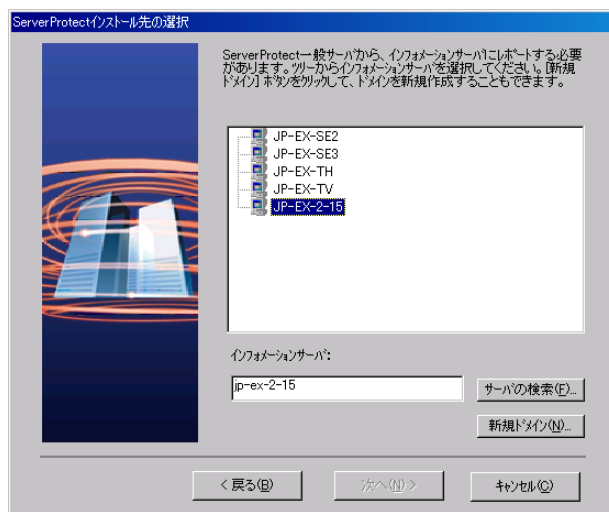 ServerProtectインストール先の選択
ServerProtect一般サーバから、インフォメーションサーバにレポートする必要
があります。ツリーからインフォメーションサーバを選択してください。[新規
ドメイン] ボタンをクリックして、ドメインを新規作成することもできます。
JP-EX-SE2
JP-EX-SE3
JP-EX-TH
JP-EX-TV
JP-EX-2-15
インフォメーションサーバ:
jp-ex-2-15
サーバの検索(F)...
新規ドメイン(N)...
< 戻る(B)
次へ(N) >
キャンセル(C)